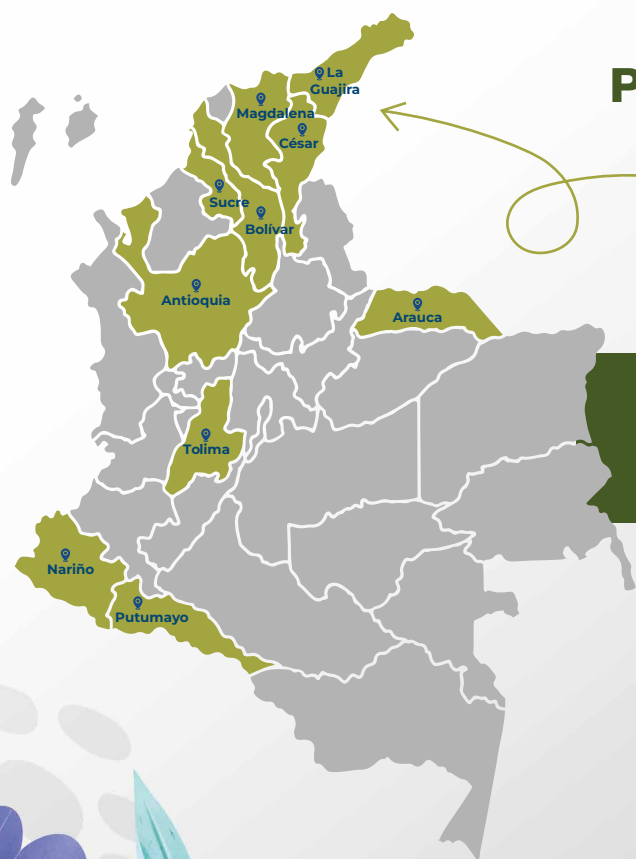 P
La
Guajira
Magdalena
César
Sucre
Bolívar
Antioquia
Arauca
Tolima
Nariño
Putumayo